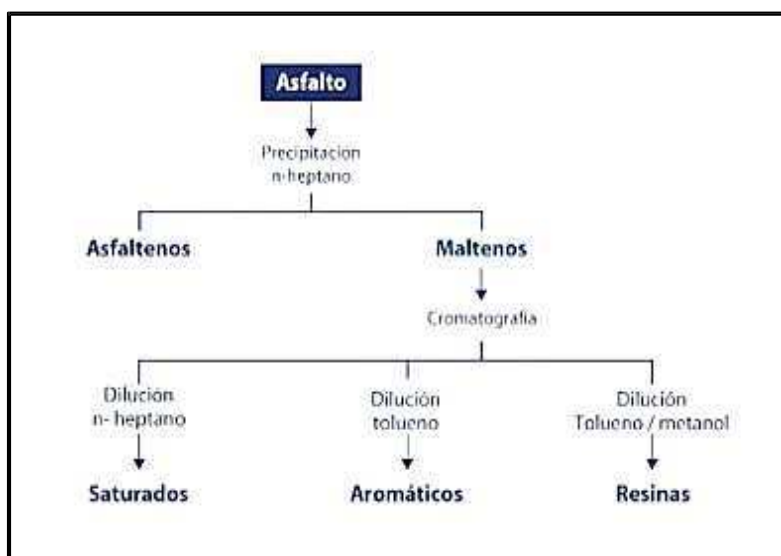 Asfalto
Precipitacion
n-heptano
Asfaltenos
Maltenos
Cromatografia
Dilución
n- heptano
Dilución
tolueno
Dilución
Tolueno / metanol
Saturados
Aromáticos
Resinas